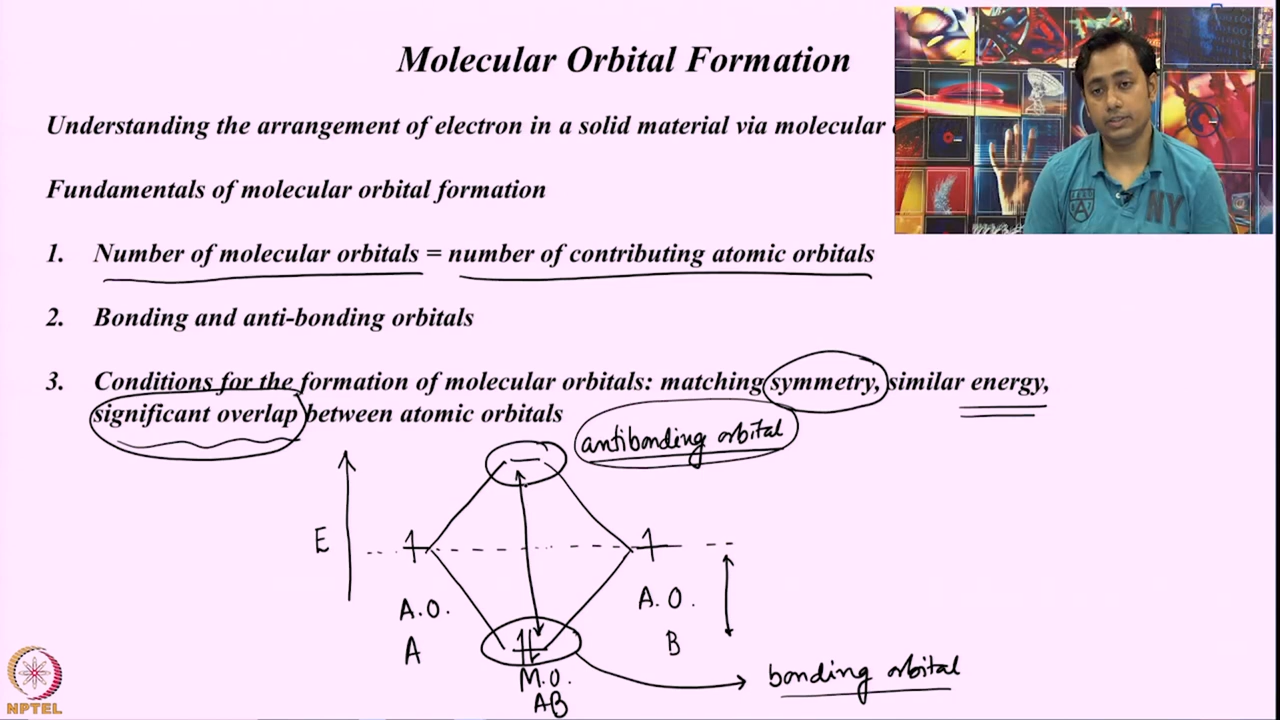 Molecular Orbital Formation
Understanding the arrangement of electron in a solid material via molecular
Fundamentals of molecular orbital formation
1. Number of molecular orbitals = number of contributing atomic orbitals
2. Bonding and anti-bonding orbitals
3. Conditions for the formation of molecular orbitals: matching symmetry, similar energy,
significant overlap between atomic orbitals
antibonding orbital
E
A.O.
A
A.O.
B
M.O.
AB
bonding orbital
NPTEL
A
NY